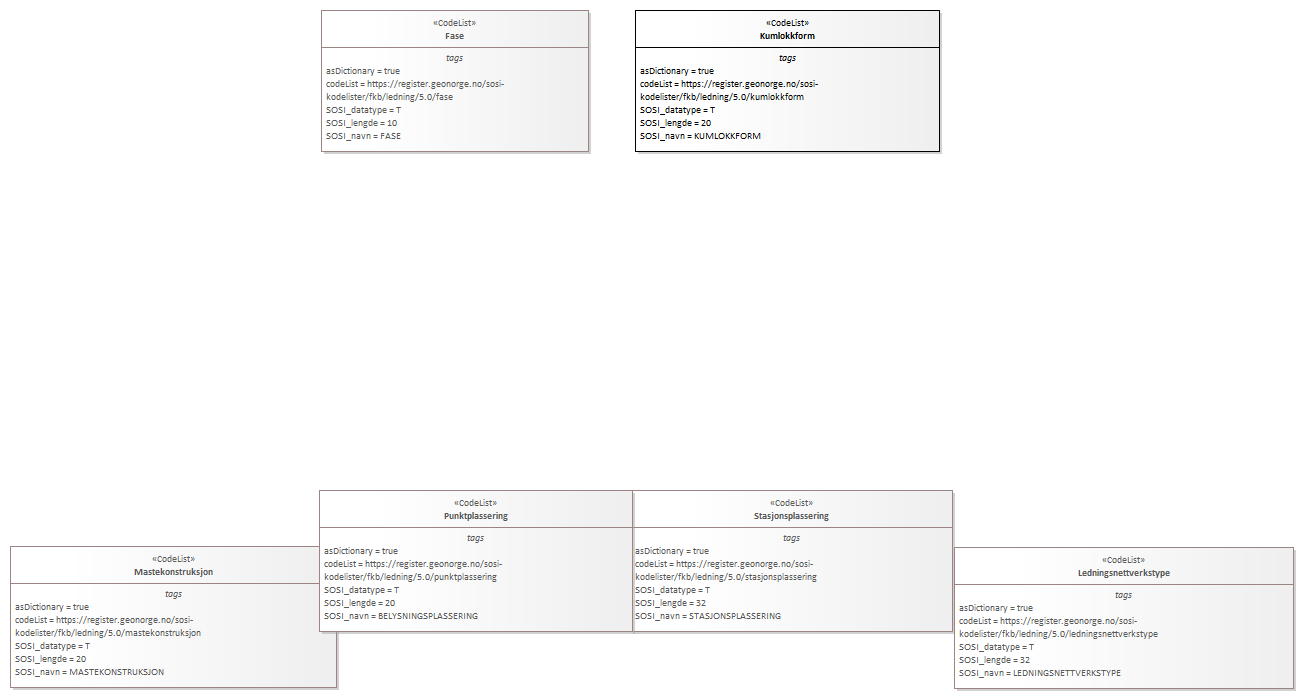 «CodeList»
Fase
tags
asDictionary = true
codeList = https://register.geonorge.no/sosi-
kodelister/fkb/ledning/5.0/fase
SOSI_datatype = T
SOSI_lengde = 10
SOSI_navn = FASE
«CodeList»
Kumlokkform
tags
asDictionary = true
codeList = https://register.geonorge.no/sosi-
kodelister/fkb/ledning/5.0/kumlokkform
SOSI_datatype = T
SOSI_lengde = 20
SOSI_navn = KUMLOKKFORM
«CodeList»
Mastekonstruksjon
tags
asDictionary = true
codeList = https://register.geonorge.no/sosi-
kodelister/fkb/ledning/5.0/mastekonstruksjon
SOSI_datatype = T
SOSI_lengde = 20
SOSI_navn = MASTEKONSTRUKSJON
«CodeList»
Punktplassering
tags
asDictionary = true
codeList = https://register.geonorge.no/sosi-
kodelister/fkb/ledning/5.0/punktplassering
SOSI_datatype = T
SOSI_lengde = 20
SOSI_navn = BELYSNINGSPLASSERING
«CodeList»
Stasjonsplassering
tags
asDictionary = true
codeList = https://register.geonorge.no/sosi-
kodelister/fkb/ledning/5.0/stasjonsplassering
SOSI_datatype = T
SOSI_lengde = 32
SOSI_navn = STASJONSPLASSERING
«CodeList»
Ledningsnettverkstype
tags
asDictionary = true
codeList = https://register.geonorge.no/sosi-
kodelister/fkb/ledning/5.0/ledningsnettverkstype
SOSI_datatype = T
SOSI_lengde = 32
SOSI_navn = LEDNINGSNETTVERKSTYPE